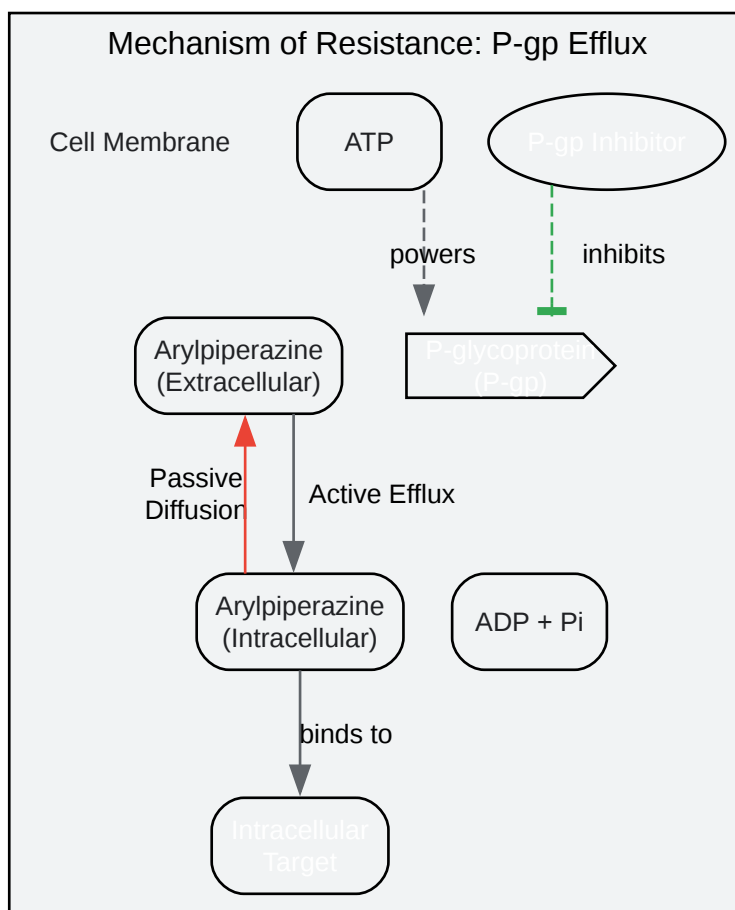 Mechanism of Resistance: P-gp Efflux
Cell Membrane
ATP
P-gp Inhibitor
powers
inhibits
Arylpiperazine
(Extracellular)
P-glycoprotein
(P-gp)
Passive
Diffusion
Active Efflux
Arylpiperazine
(Intracellular)
ADP + Pi
binds to
Intracellular
Target